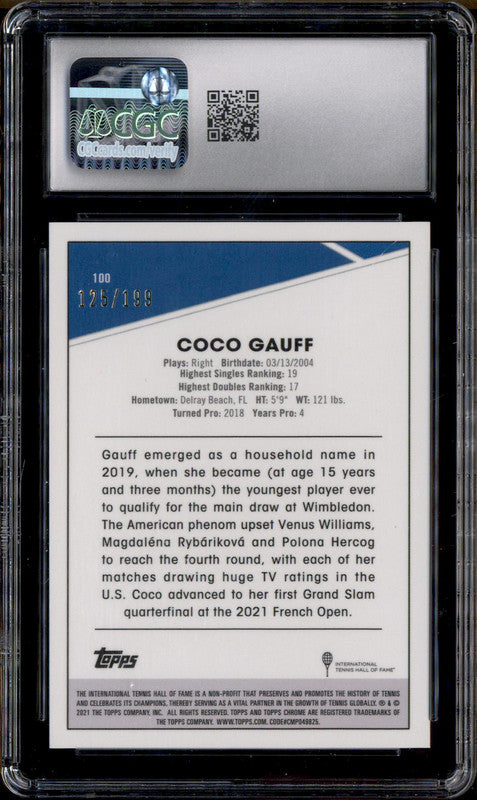 CGC
CGCcards.com/verify
100
125/199
COCO GAUFF
Plays: Right Birthdate: 03/13/2004
Highest Singles Ranking: 19
Highest Doubles Ranking: 17
Hometown: Delray Beach, FL HT: 5'9" WT: 121 lbs.
Turned Pro: 2018 Years Pro: 4
Gauff emerged as a household name in
2019, when she became (at age 15 years
and three months) the youngest player ever
to qualify for the main draw at Wimbledon.
The American phenom upset Venus Williams,
Magdaléna Rybáriková and Polona Hercog
to reach the fourth round, with each of her
matches drawing huge TV ratings in the
U.S. Coco advanced to her first Grand Slam
quarterfinal at the 2021 French Open.
Topps
INTERNATIONAL
TENNIS HALL OF FAME®
THE INTERNATIONAL TENNIS HALL OF FAME IS A NON-PROFIT THAT PRESERVES AND PROMOTES THE HISTORY OF TENNIS
AND CELEBRATES ITS CHAMPIONS, THEREBY SERVING AS A VITAL PARTNER IN THE GROWTH OF TENNIS GLOBALLY. ® & ©
2021 THE TOPPS COMPANY, INC. ALL RIGHTS RESERVED. TOPPS AND TOPPS CHROME ARE REGISTERED TRADEMARKS OF
THE TOPPS COMPANY. WWW.TOPPS.COM. CODE#CMP049825.